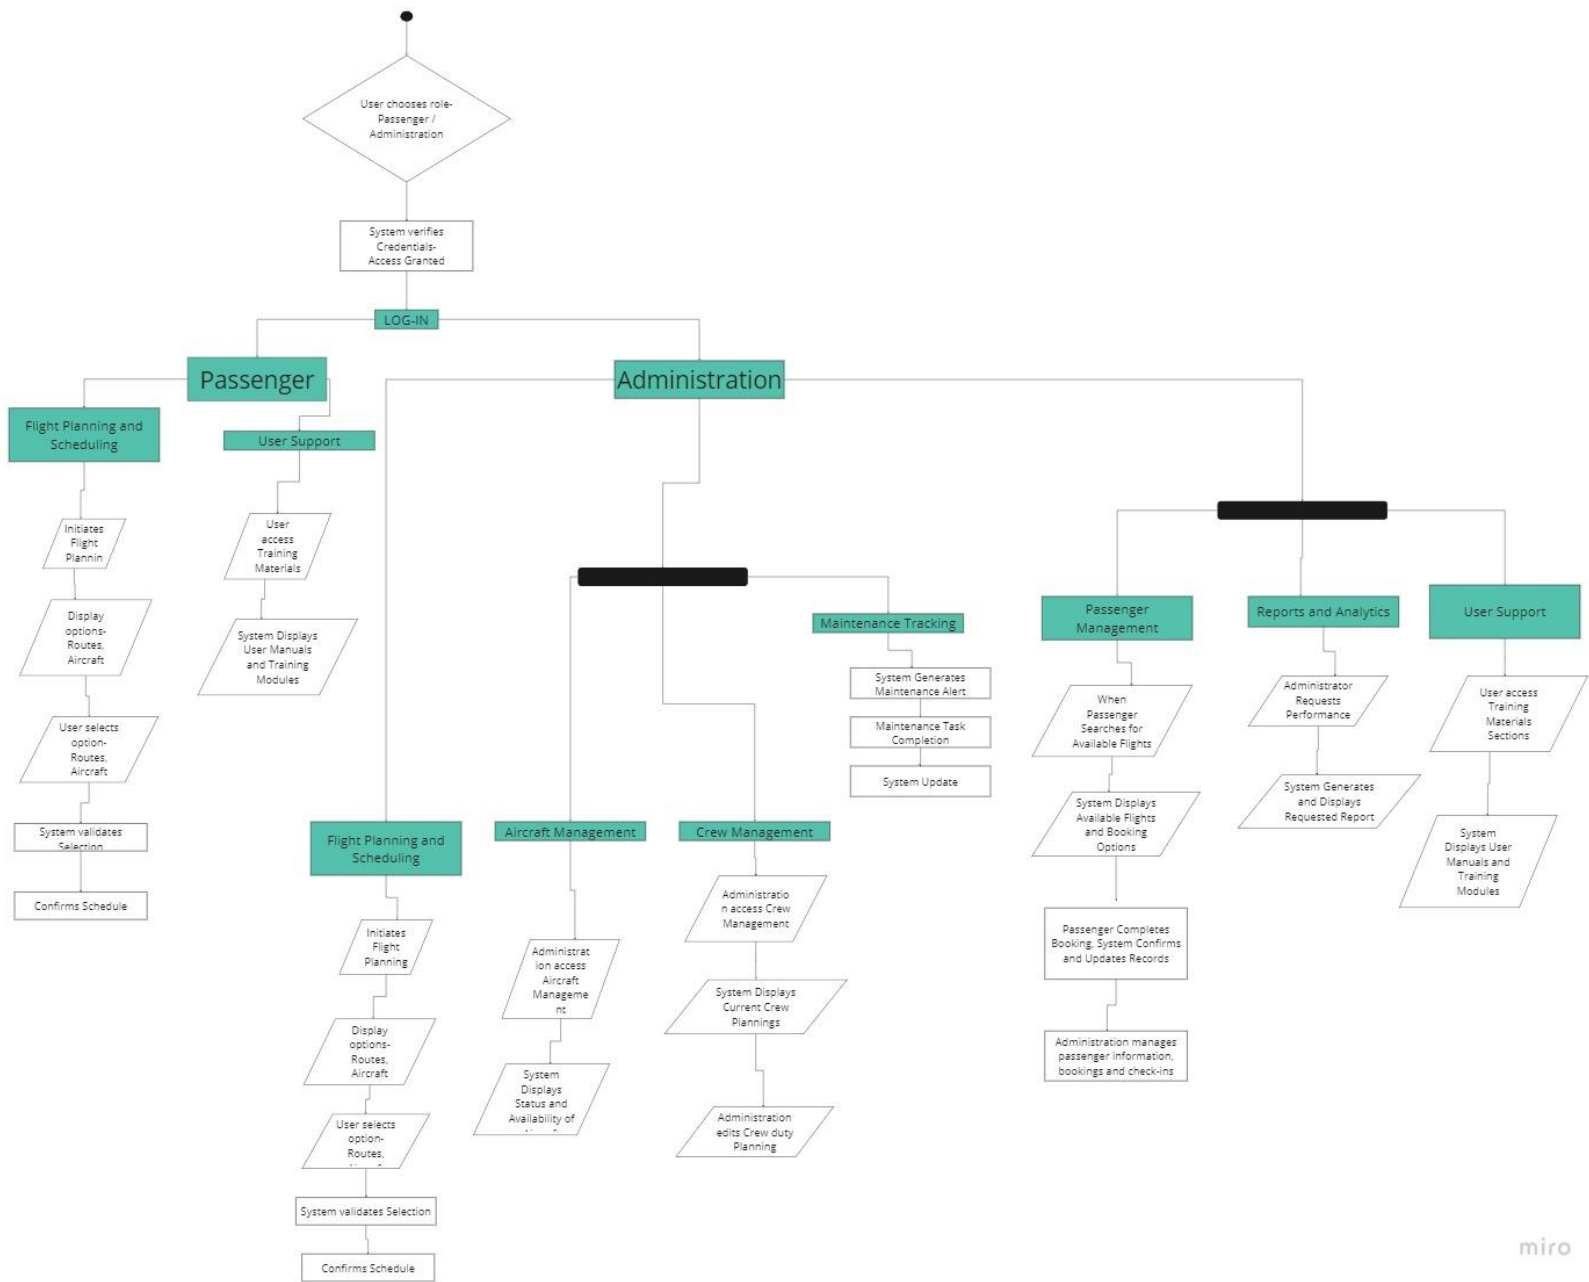 User chooses role-
Passenger /
Administration
System verifies
Credentials-
Access Granted
LOG-IN
Passenger
Administration
Flight Planning and
Scheduling
User Support
Initiates
Flight
Plannin
Display
options-
Routes,
Aircraft
User selects
option-
Routes,
Aircraft
System validates
Selection
Confirms Schedule
User
access
Training
Materials
System Displays
User Manuals
and Training
Modules
Flight Planning and
Scheduling
Initiates
Flight
Planning
Display
options-
Routes,
Aircraft
User selects
option-
Routes,
System validates Selection
Confirms Schedule
Aircraft Management
Administrat
ion access
Aircraft
Manageme
nt
System
Displays
Status and
Availability of
Crew Management
Administratio
n access Crew
Management
System Displays
Current Crew
Plannings
Administration
edits Crew duty
Planning
Maintenance Tracking
System Generates
Maintenance Alert
Maintenance Task
Completion
System Update
Passenger
Management
When
Passenger
Searches for
Available Flights
System Displays
Available Flights
and Booking
Options
Passenger Completes
Booking, System Confirms
and Updates Records
Administration manages
passenger information,
bookings and check-ins
Reports and Analytics
Administrator
Requests
Performance
System Generates
and Displays
Requested Report
User Support
User access
Training
Materials
Sections
System
Displays User
Manuals and
Training
Modules
miro